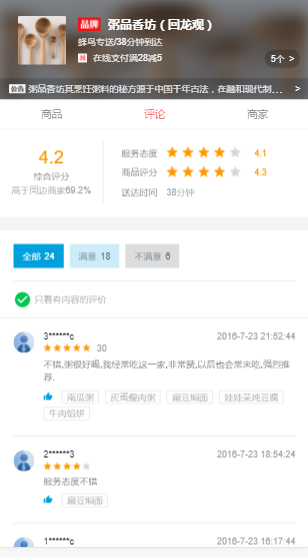 品牌 粥品香坊（回龙观）
蜂鸟专送/38分钟到达
在线支付满28减5
5个 >
公告 粥品香坊其烹饪粥料的秘方源于中国千年古法，在融和现代制... >
商品 评论 商家
4.2
综合评分
高于周边商家69.2%
服务态度 4.1
商品评分 4.3
送达时间 38分钟
全部 24 满意 18 不满意 6
只看有内容的评价
3******c 2016-7-23 21:52:44
30
不错,粥很好喝,我经常吃这一家,非常赞,以后也会常来吃,强烈推
荐.
南瓜粥 皮蛋瘦肉粥 扁豆焖面 娃娃菜炖豆腐
牛肉馅饼
2******3 2016-7-23 18:54:24
服务态度不错
扁豆焖面
1******c 2016-7-23 16:17:44